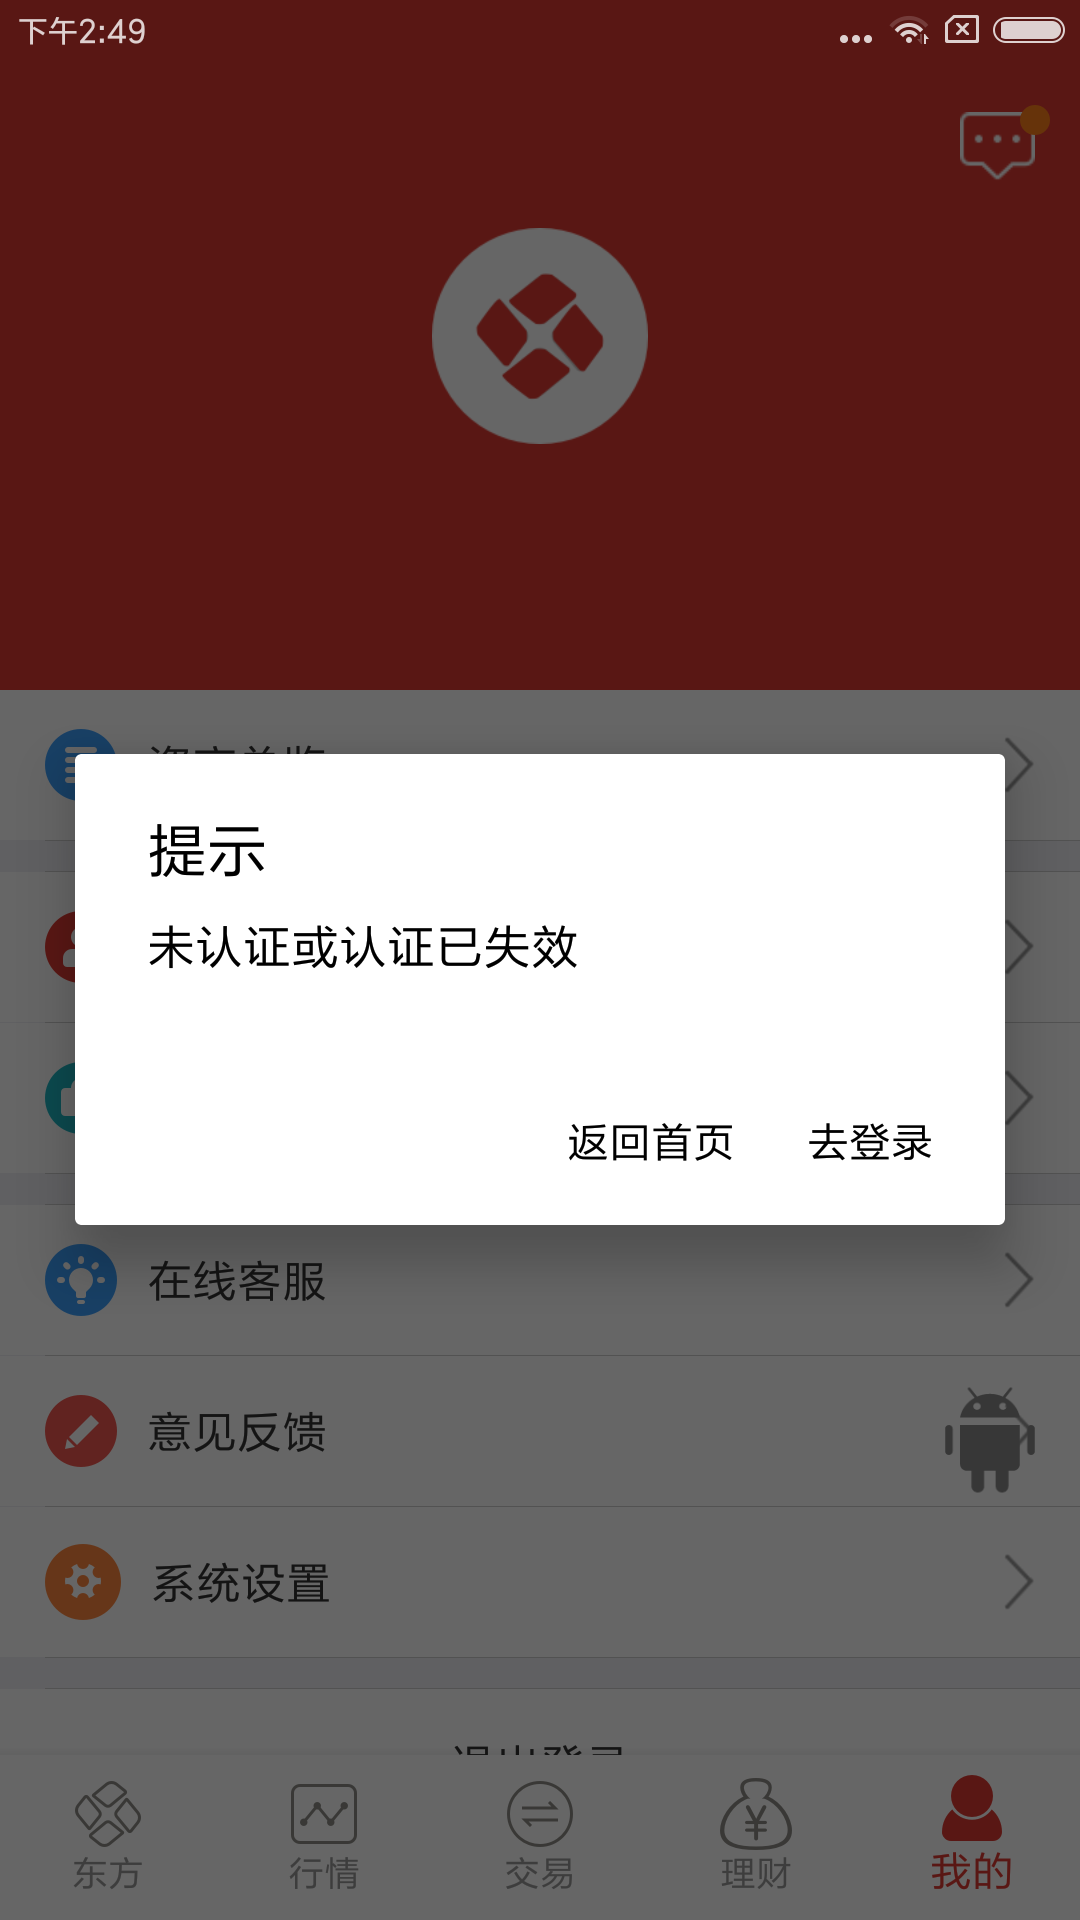 下午2:49
提示
未认证或认证已失效
返回首页 去登录
在线客服
意见反馈
系统设置
东方 行情 交易 理财 我的